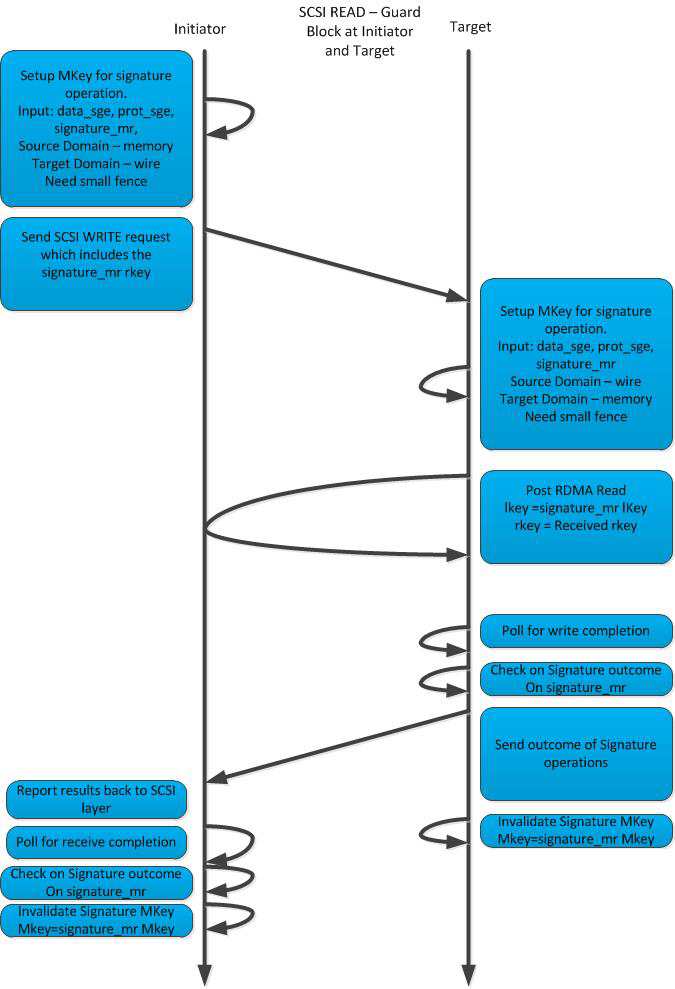 SCSI READ – Guard
Block at Initiator
and Target
Initiator
Target
Setup MKey for signature
operation.
Input: data_sge, prot_sge,
signature_mr,
Source Domain – memory
Target Domain – wire
Need small fence
Send SCSI WRITE request
which includes the
signature_mr rkey
Setup MKey for signature
operation.
Input: data_sge, prot_sge,
signature_mr
Source Domain – wire
Target Domain – memory
Need small fence
Post RDMA Read
lkey =signature_mr lKey
rkey = Received rkey
Poll for write completion
Check on Signature outcome
On signature_mr
Send outcome of Signature
operations
Report results back to SCSI
layer
Invalidate Signature MKey
Mkey=signature_mr Mkey
Poll for receive completion
Check on Signature outcome
On signature_mr
Invalidate Signature MKey
Mkey=signature_mr Mkey